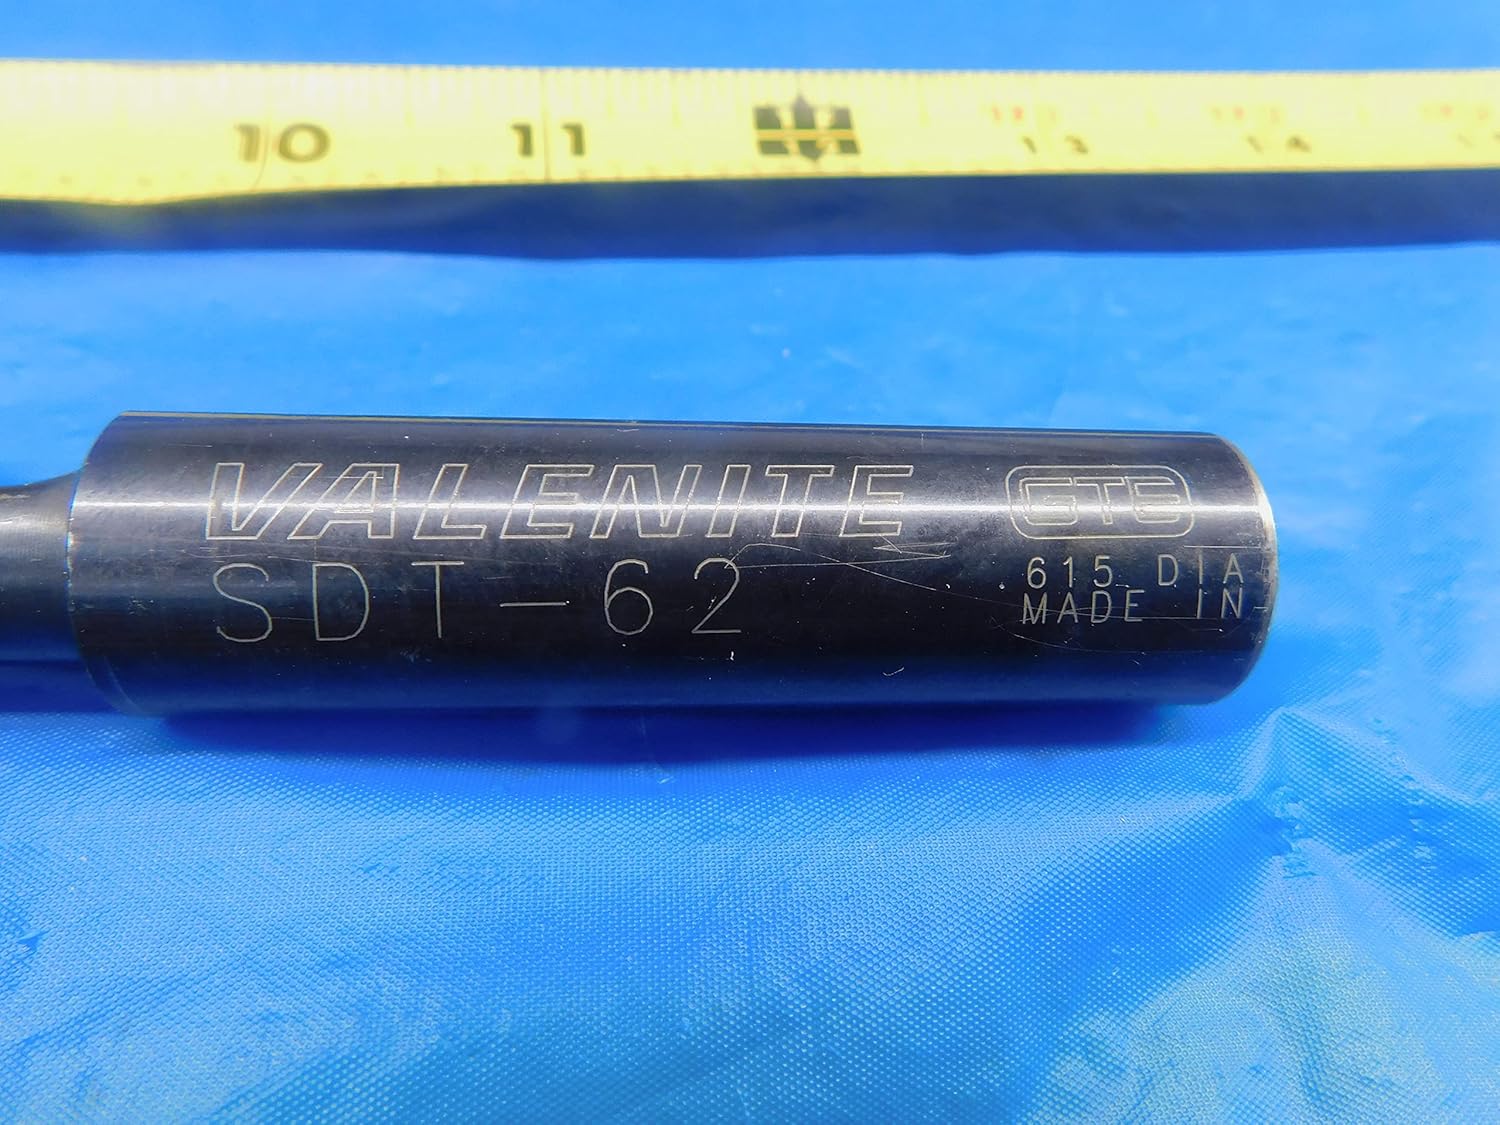 10 11 13 14
VALENITE GTE
SDT-62
615 DIA
MADE IN